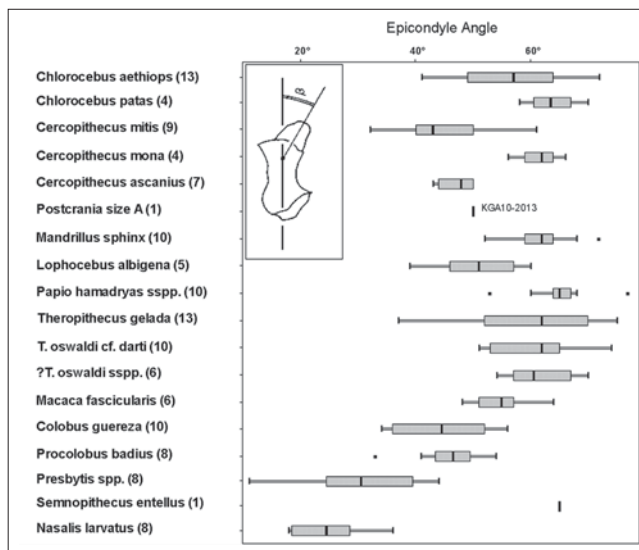 Epicondyle Angle
20° 40° 60°
Chlorocebus aethiops (13)
Chlorocebus patas (4)
Cercopithecus mitis (9)
Cercopithecus mona (4)
Cercopithecus ascanius (7)
Postcrania size A (1) KGA10-2013
Mandrillus sphinx (10)
Lophocebus albigena (5)
Papio hamadryas sspp. (10)
Theropithecus gelada (13)
T. oswaldi cf. darti (10)
?T. oswaldi sspp. (6)
Macaca fascicularis (6)
Colobus guereza (10)
Procolobus badius (8)
Presbytis spp. (8)
Semnopithecus entellus (1)
Nasalis larvatus (8)